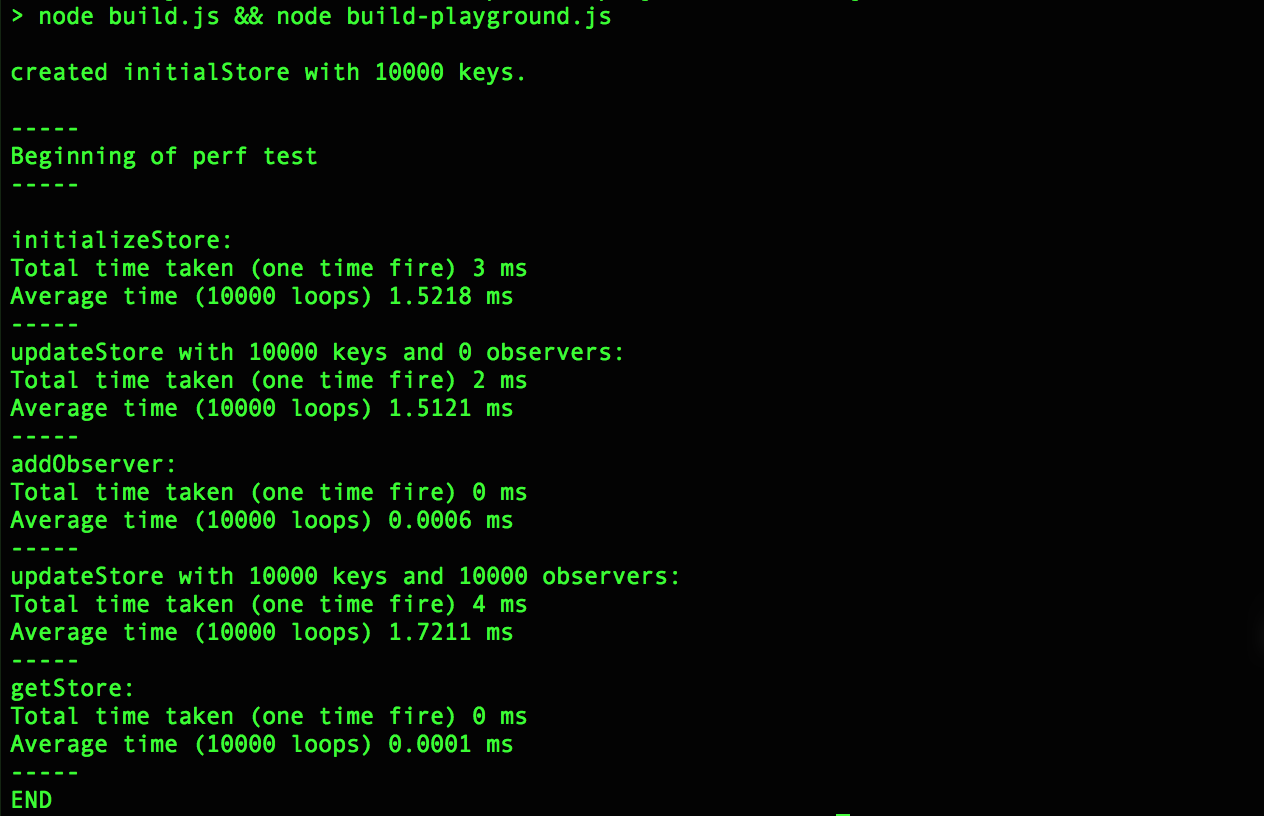 > node build.js && node build-playground.js
created initialStore with 10000 keys.
-----
Beginning of perf test
-----
initializeStore:
Total time taken (one time fire) 3 ms
Average time (10000 loops) 1.5218 ms
-----
updateStore with 10000 keys and 0 observers:
Total time taken (one time fire) 2 ms
Average time (10000 loops) 1.5121 ms
-----
addObserver:
Total time taken (one time fire) 0 ms
Average time (10000 loops) 0.0006 ms
-----
updateStore with 10000 keys and 10000 observers:
Total time taken (one time fire) 4 ms
Average time (10000 loops) 1.7211 ms
-----
getStore:
Total time taken (one time fire) 0 ms
Average time (10000 loops) 0.0001 ms
-----
END